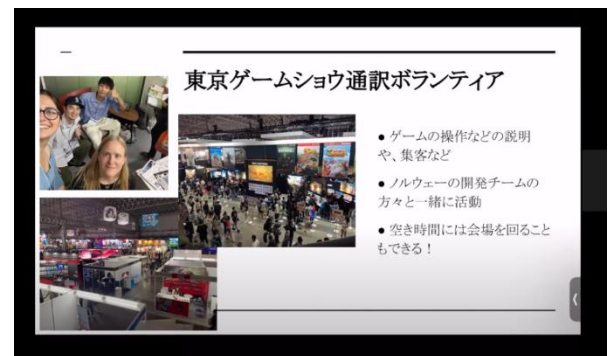 東京ゲームショウ通訳ボランティア
● ゲームの操作などの説明
や、集客など
● ノルウェーの開発チームの
方々と一緒に活動
● 空き時間には会場を回ること
もできる！